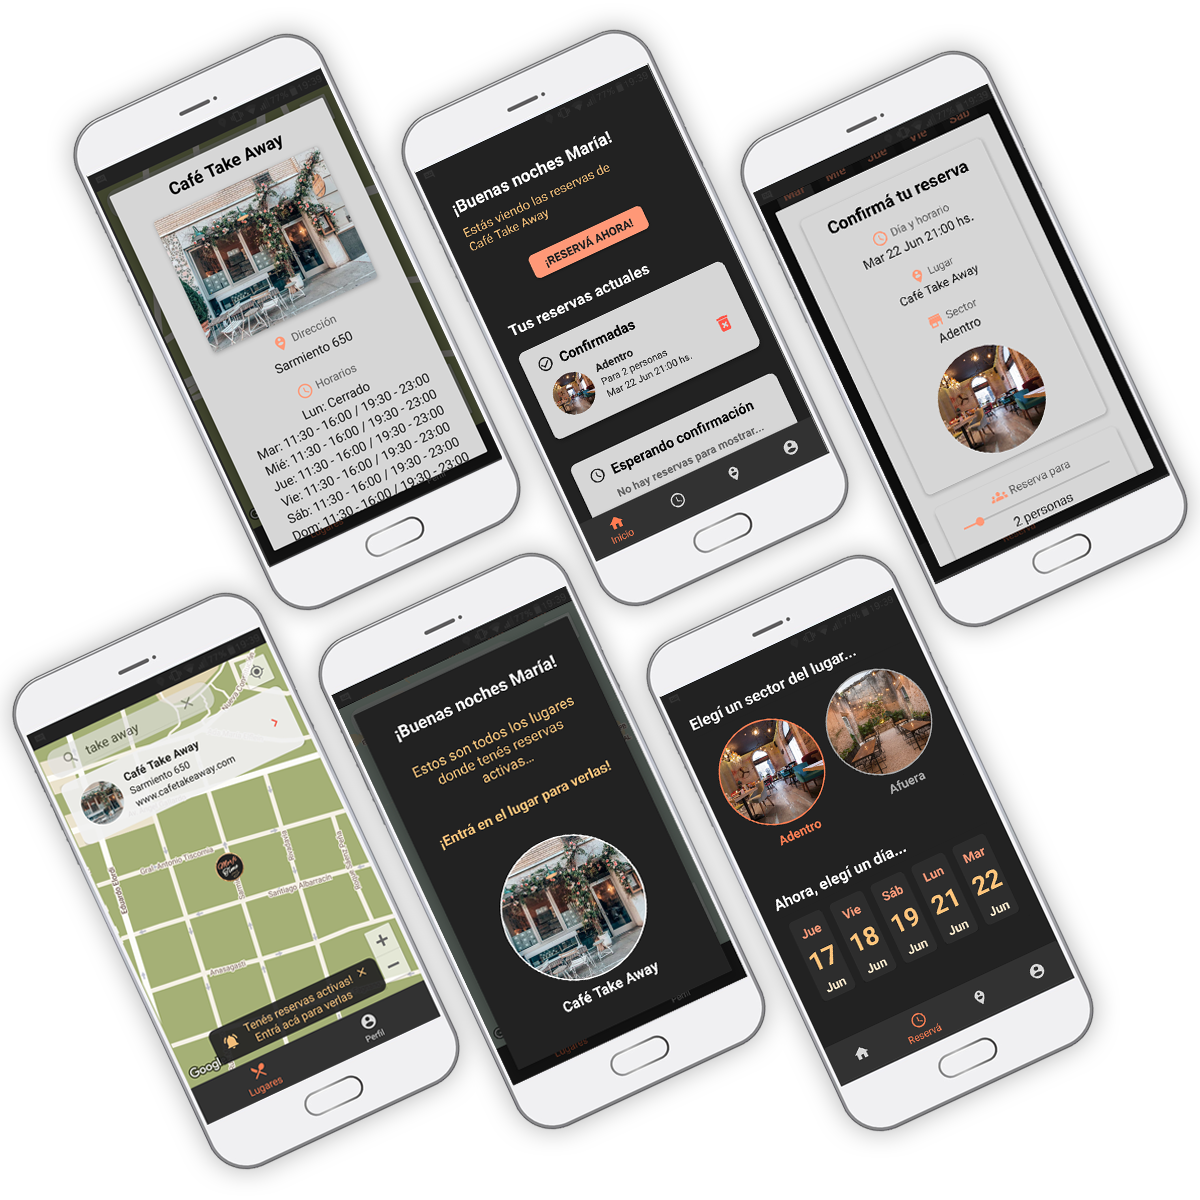 Café Take Away
Dirección
Sarmiento 650
Horarios
Lun: Cerrado
Mar: 11:30 - 16:00 / 19:30 - 23:00
Mié: 11:30 - 16:00 / 19:30 - 23:00
Jue: 11:30 - 16:00 / 19:30 - 23:00
Vie: 11:30 - 16:00 / 19:30 - 23:00
Sáb: 11:30 - 16:00 / 19:30 - 23:00
Dom: 11:30 - 16:00 / 19:30 - 23:00
¡Buenas noches María!
Estás viendo las reservas de
Café Take Away
¡RESERVÁ AHORA!
Tus reservas actuales
Confirmadas
Adentro
Para 2 personas
Mar 22 Jun 21:00 hs.
Esperando confirmación
No hay reservas para mostrar...
Inicio
Mar Mié Jue Vie Sáb
Confirmá tu reserva
Día y horario
Mar 22 Jun 21:00 hs.
Lugar
Café Take Away
Sector
Adentro
Reserva para
2 personas
take away
Café Take Away
Sarmiento 650
www.cafetakeaway.com
Gral. Antonio Tiscornia
Santiago Albarracin
Eduardo Elordi
Anasagasti
Tenés reservas activas!
Entrá acá para verlas
Googl
Lugares
Perfil
¡Buenas noches María!
Estos son todos los lugares
donde tenés reservas
activas...
¡Entrá en el lugar para verlas!
Café Take Away
Lugares
Perfil
Elegí un sector del lugar...
Adentro
Afuera
Ahora, elegí un día...
Jue Vie Sáb Lun Mar
17 18 19 21 22
Jun Jun Jun Jun Jun
Reservá